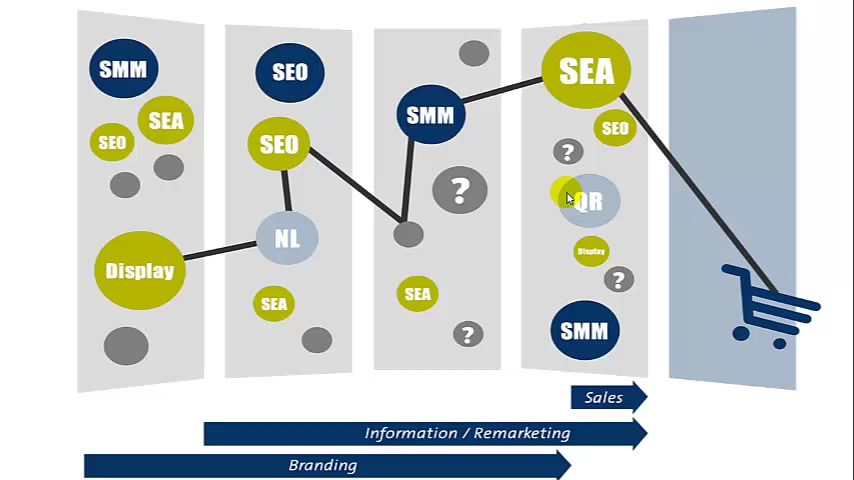 SMM
SEO
SEA
Display
SEO
SEO
NL
SEA
SMM
?
SEA
?
SEA
SEO
?
QR
Display
?
SMM
Sales
Information / Remarketing
Branding